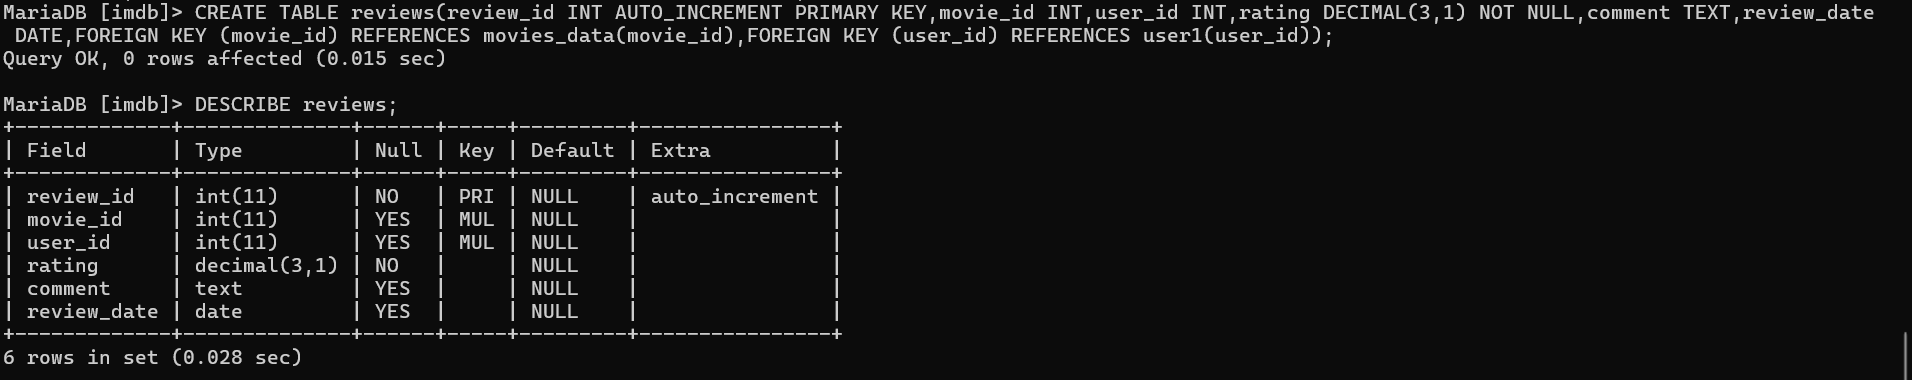 MariaDB [imdb]> CREATE TABLE reviews(review_id INT AUTO_INCREMENT PRIMARY KEY,movie_id INT,user_id INT,rating DECIMAL(3,1) NOT NULL,comment TEXT,review_date
 DATE,FOREIGN KEY (movie_id) REFERENCES movies_data(movie_id),FOREIGN KEY (user_id) REFERENCES user1(user_id));
Query OK, 0 rows affected (0.015 sec)

MariaDB [imdb]> DESCRIBE reviews;
+-------------+--------------+------+-----+---------+----------------+
| Field       | Type         | Null | Key | Default | Extra          |
+-------------+--------------+------+-----+---------+----------------+
| review_id   | int(11)      | NO   | PRI | NULL    | auto_increment |
| movie_id    | int(11)      | YES  | MUL | NULL    |                |
| user_id     | int(11)      | YES  | MUL | NULL    |                |
| rating      | decimal(3,1) | NO   |     | NULL    |                |
| comment     | text         | YES  |     | NULL    |                |
| review_date | date         | YES  |     | NULL    |                |
+-------------+--------------+------+-----+---------+----------------+
6 rows in set (0.028 sec)